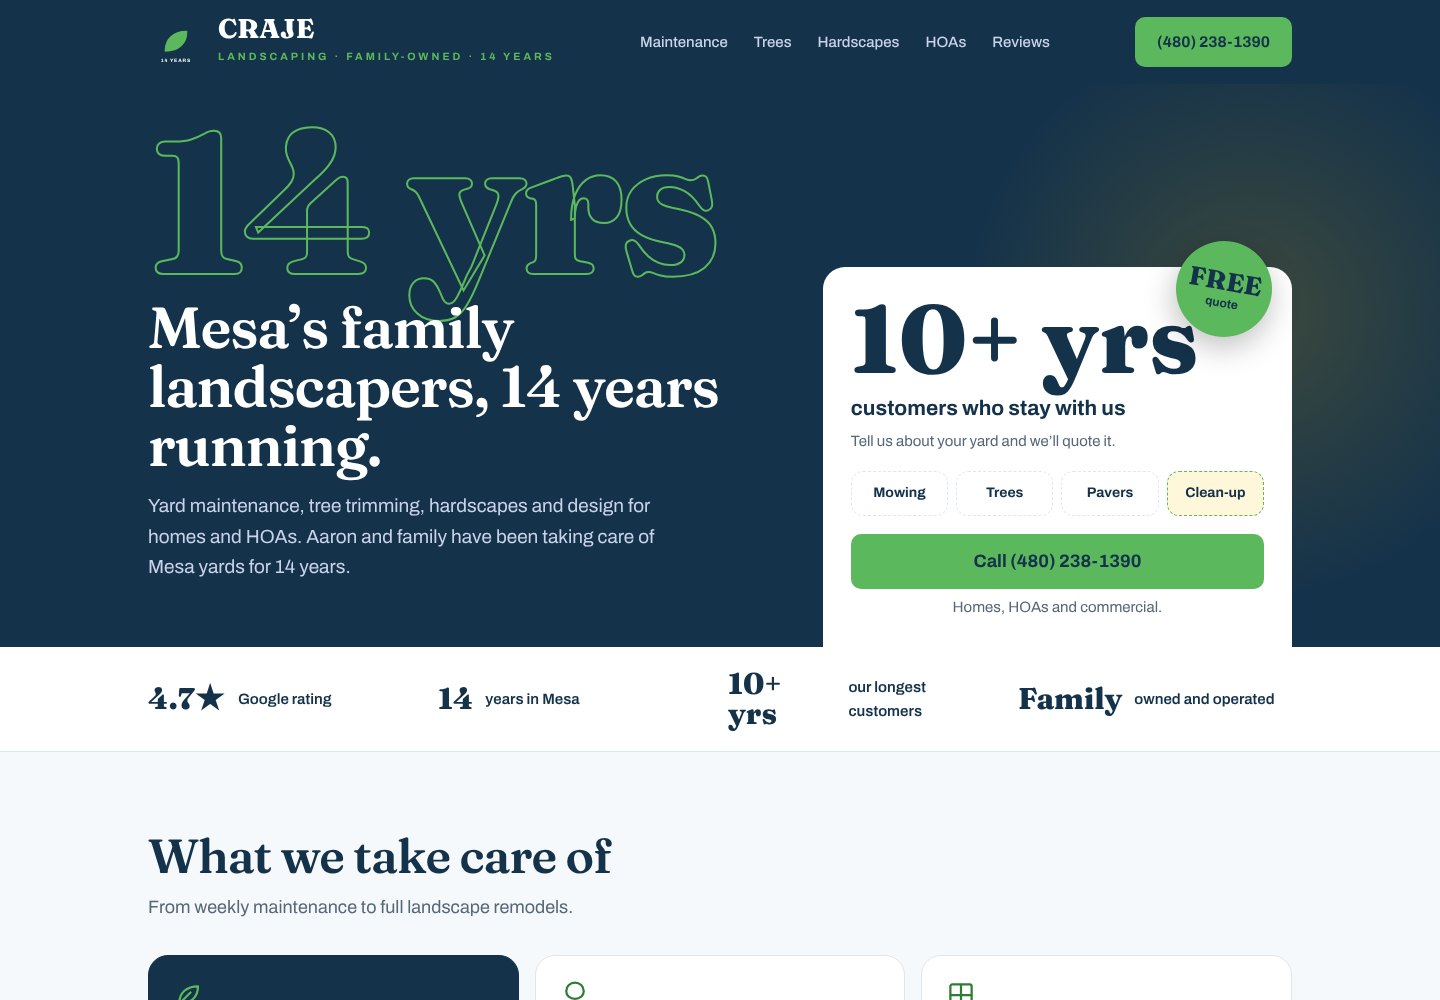 14 YEARS
CRAJE
LANDSCAPING · FAMILY-OWNED · 14 YEARS
Maintenance Trees Hardscapes HOAs Reviews
(480) 238-1390
14 yrs
Mesa’s family
landscapers, 14 years
running.
Yard maintenance, tree trimming, hardscapes and design for
homes and HOAs. Aaron and family have been taking care of
Mesa yards for 14 years.
FREE
quote
10+ yrs
customers who stay with us
Tell us about your yard and we’ll quote it.
Mowing Trees Pavers Clean-up
Call (480) 238-1390
Homes, HOAs and commercial.
4.7★ Google rating
14 years in Mesa
10+
yrs
our longest
customers
Family owned and operated
What we take care of
From weekly maintenance to full landscape remodels.